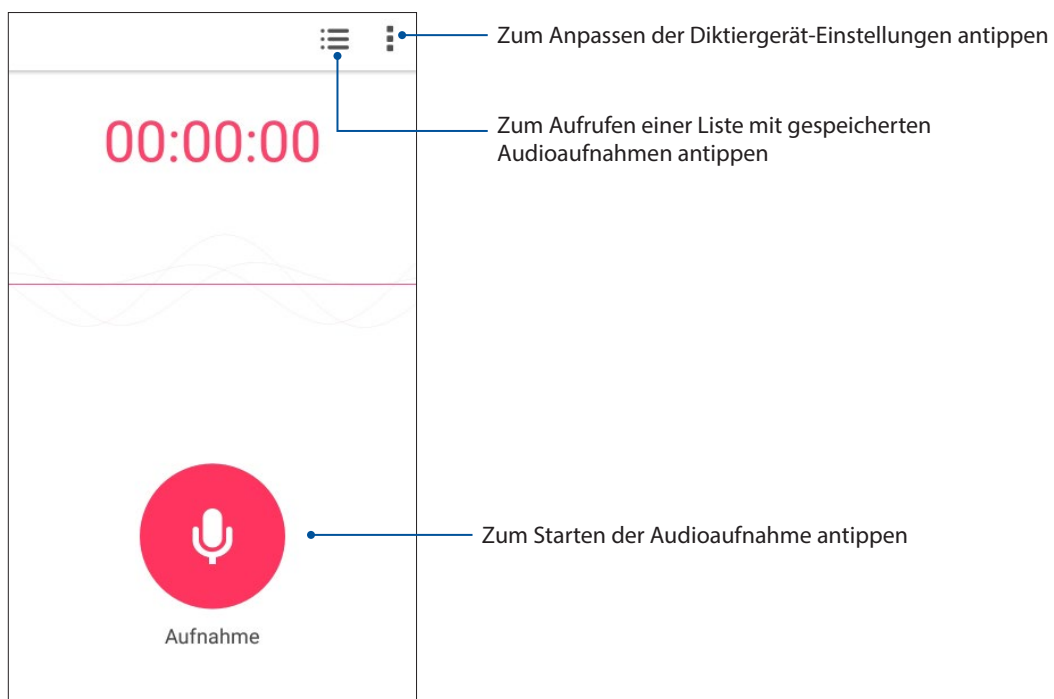 Zum Anpassen der Diktiergerät-Einstellungen antippen
Zum Aufrufen einer Liste mit gespeicherten
Audioaufnahmen antippen
00:00:00
Zum Starten der Audioaufnahme antippen
Aufnahme